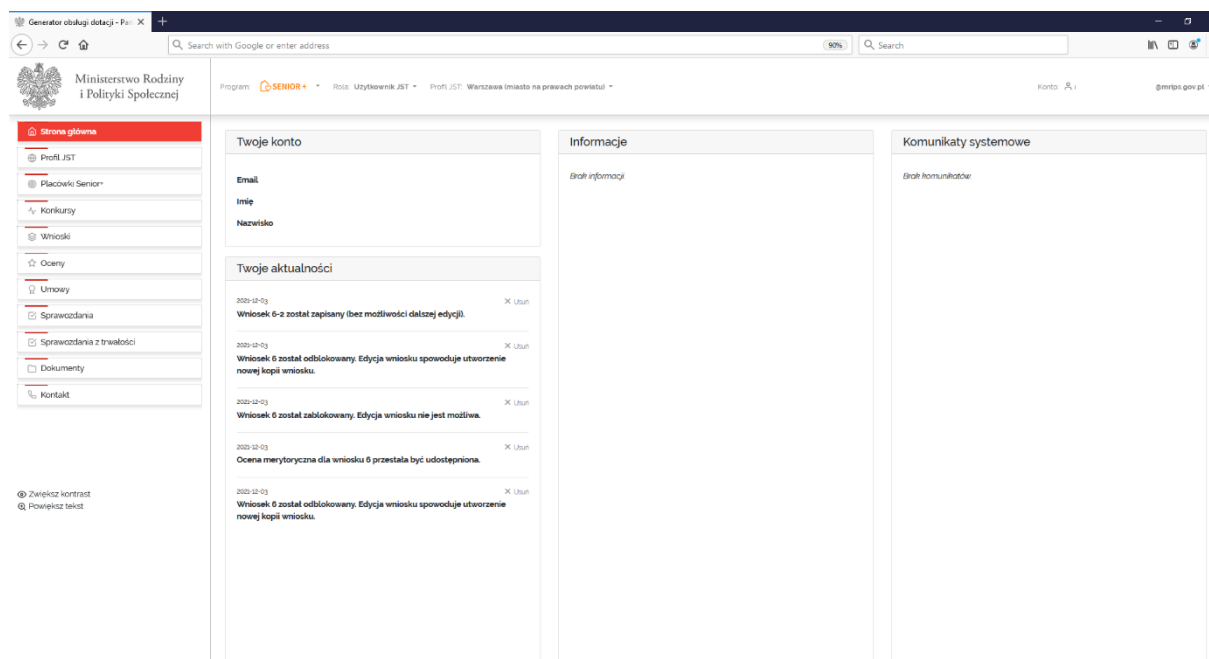 Generator obsługi dotacji - Pan
Search with Google or enter address
90%
Search
Ministerstwo Rodziny
i Polityki Społecznej
Program: SENIOR + Rola: Użytkownik JST Profil JST: Warszawa (miasto na prawach powiatu)
Konto: @mrips.gov.pl
Strona główna
Profil JST
Placówki Senior+
Konkursy
Wnioski
Oceny
Umowy
Sprawozdania
Sprawozdania z trwałości
Dokumenty
Kontakt
Zwiększ kontrast
Powiększ tekst
Twoje konto
Email
Imię
Nazwisko
Twoje aktualności
2021-12-03 Usuń
Wniosek 6-2 został zapisany (bez możliwości dalszej edycji).
2021-12-03 Usuń
Wniosek 6 został odblokowany. Edycja wniosku spowoduje utworzenie
nowej kopii wniosku.
2021-12-03 Usuń
Wniosek 6 został zablokowany. Edycja wniosku nie jest możliwa.
2021-12-03 Usuń
Ocena merytoryczna dla wniosku 6 przestała być udostępniona.
2021-12-03 Usuń
Wniosek 6 został odblokowany. Edycja wniosku spowoduje utworzenie
nowej kopii wniosku.
Informacje
Brak informacji
Komunikaty systemowe
Brak komunikatów